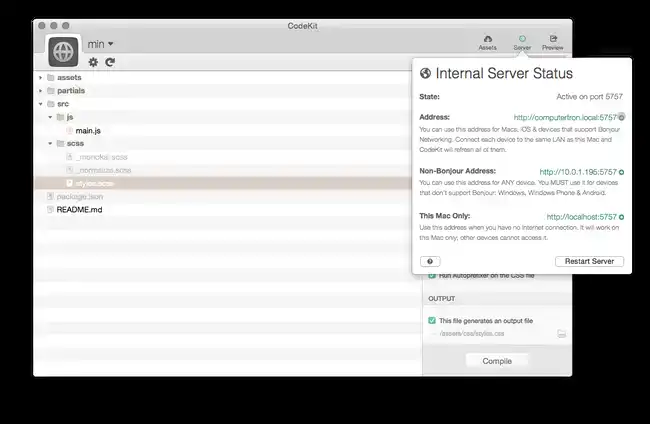 CodeKit
min
Assets
Server
Preview
assets
partials
src
js
main.js
scss
_monokai.scss
_normalize.scss
styles.scss
package.json
README.md
Internal Server Status
State: Active on port 5757
Address: http://computertron.local:5757
You can use this address for Macs, iOS & devices that support Bonjour
Networking. Connect each device to the same LAN as this Mac and
CodeKit will refresh all of them.
Non-Bonjour Address: http://10.0.1.195:5757
You can use this address for ANY device. You MUST use it for devices
that don't support Bonjour: Windows, Windows Phone & Android.
This Mac Only: http://localhost:5757
Use this address when you have no Internet connection. It will work on
this Mac only; other devices cannot access it.
?
Restart Server
Run Autoprefixer on the CSS file
OUTPUT
This file generates an output file
/assets/css/styles.css
Compile